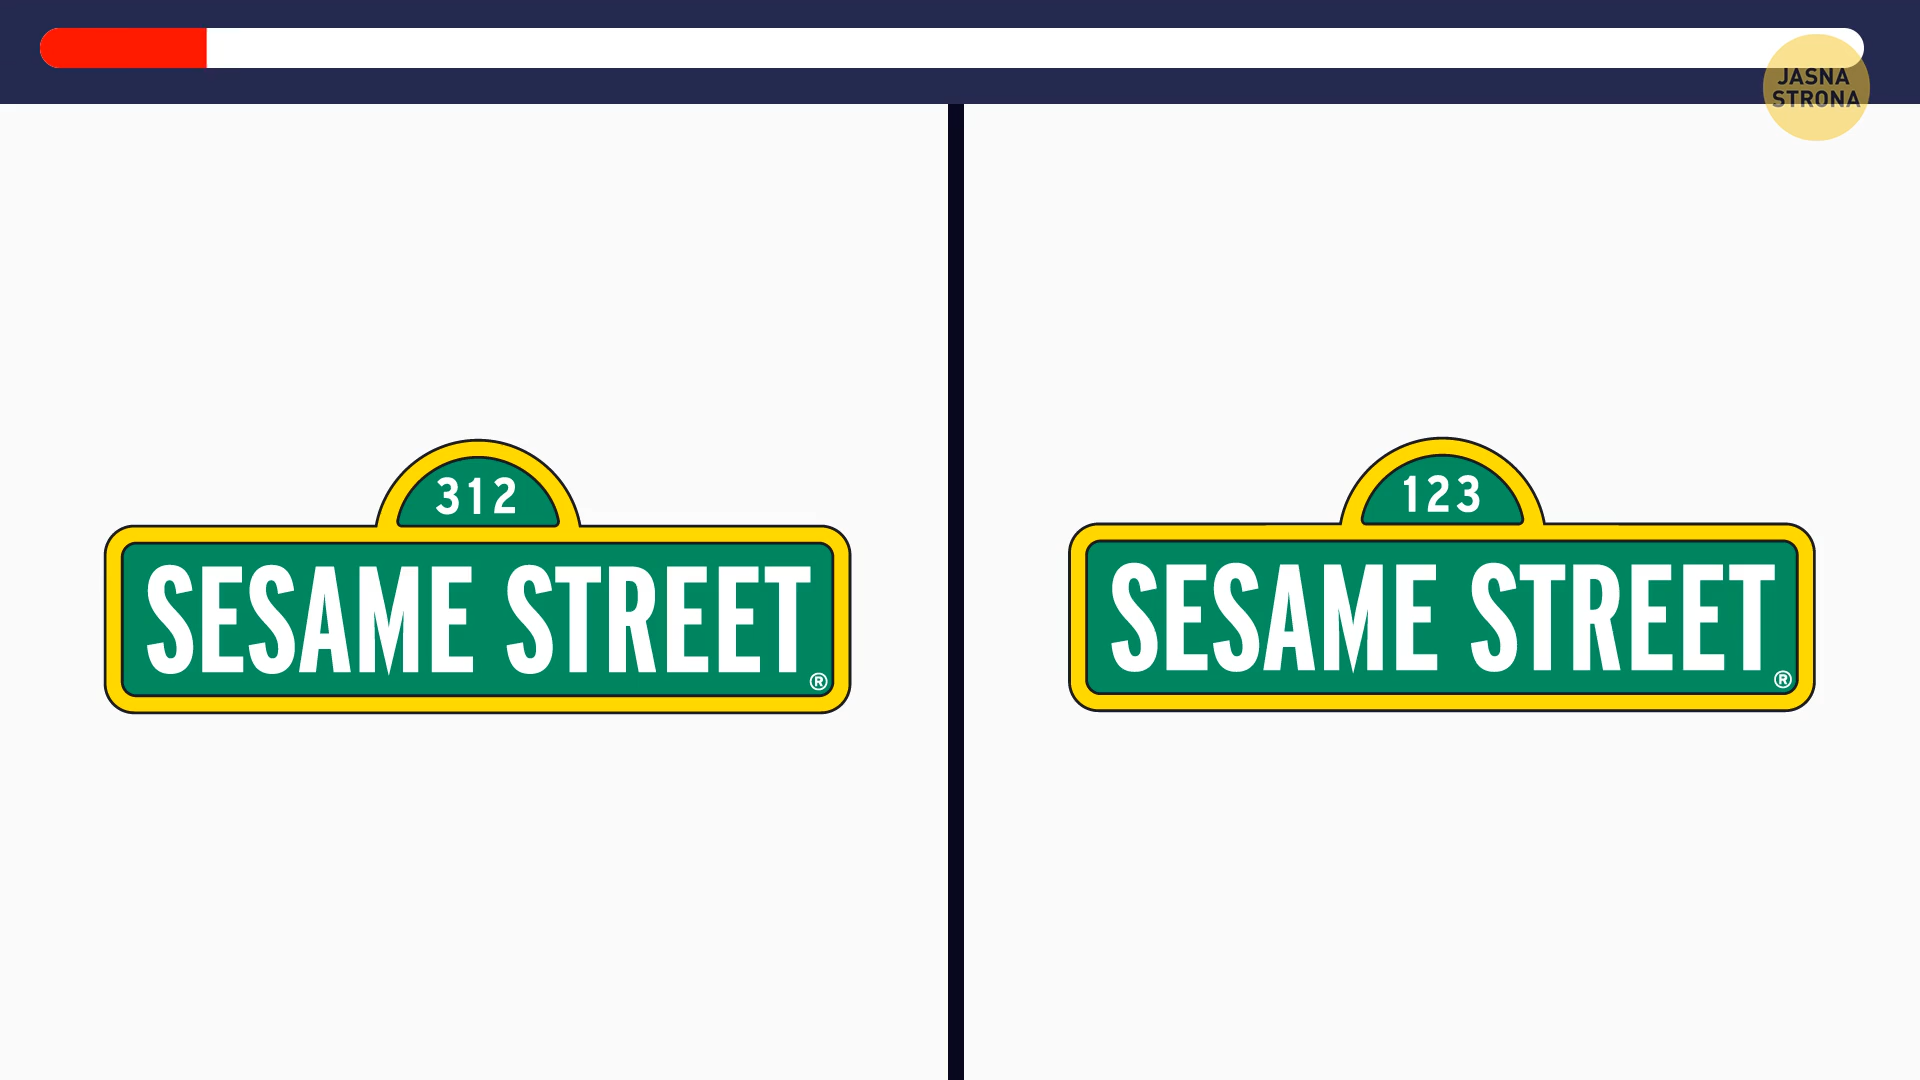 JASNA
STRONA
312
SESAME STREET
®
123
SESAME STREET
®